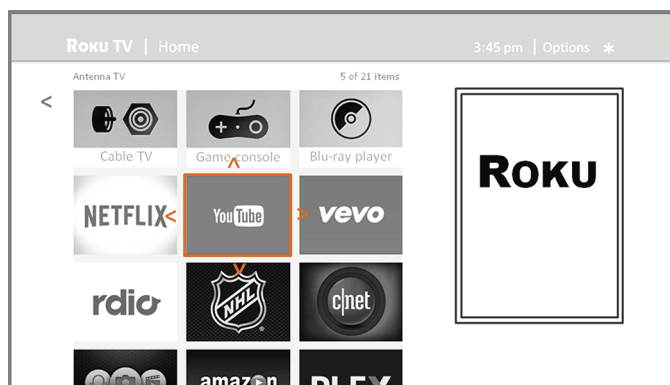 ROKU TV | Home
3:45 pm | Options *
Antenna TV
5 of 21 items
<
Cable TV
Game console
Blu-ray player
NETFLIX
YouTube
vevo
rdio
NHL
c|net
amazon
PLEX
ROKU